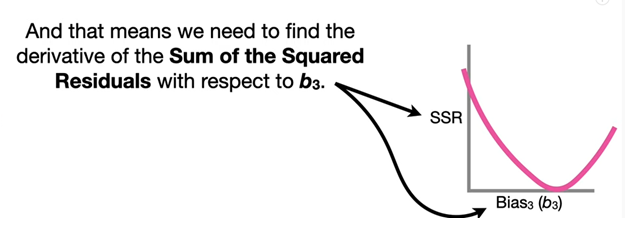 And that means we need to find the
derivative of the Sum of the Squared
Residuals with respect to b₃.
SSR
Bias₃ (b₃)